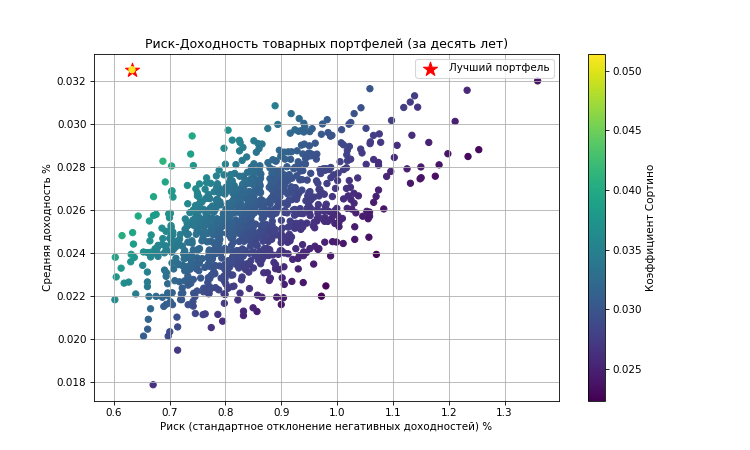 Риск-Доходность товарных портфелей (за десять лет)
Лучший портфель
Средняя доходность %
0.032
0.030
0.028
0.026
0.024
0.022
0.020
0.018
0.6 0.7 0.8 0.9 1.0 1.1 1.2 1.3
Риск (стандартное отклонение негативных доходностей) %
0.050
0.045
0.040
0.035
0.030
0.025
Коэффициент Сортино